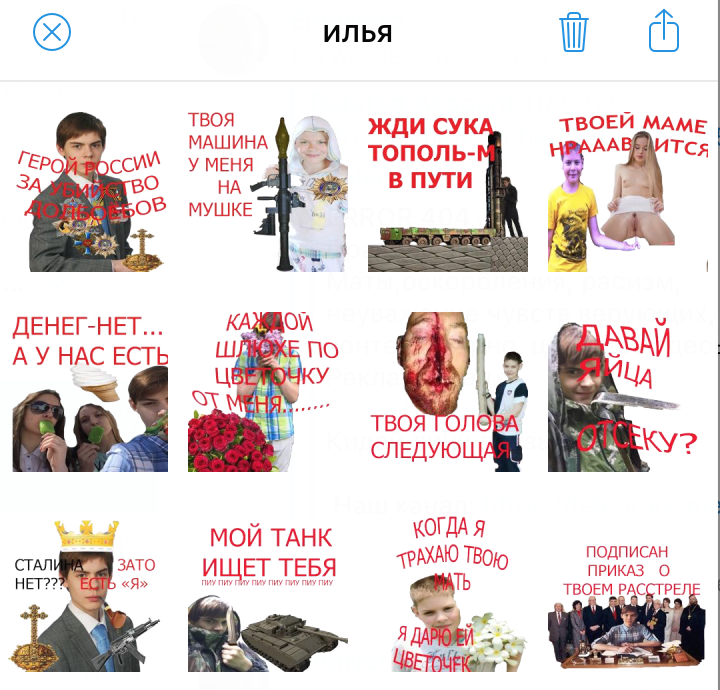 ИЛЬЯ
ГЕРОЙ РОССИИ
ЗА УБИЙСТВО
ДОЛБОЕБОВ
ТВОЯ
МАШИНА
У МЕНЯ
НА
МУШКЕ
ЖДИ СУКА
ТОПОЛЬ-М
В ПУТИ
ТВОЕЙ МАМЕ
НРАААВИТСЯ
ДЕНЕГ-НЕТ...
А У НАС ЕСТЬ
КАЖДОЙ
ШЛЮХЕ ПО
ЦВЕТОЧКУ
ОТ МЕНЯ........
ТВОЯ ГОЛОВА
СЛЕДУЮЩАЯ
ДАВАЙ
ЯЙЦА
ОТСЕКУ?
СТАЛИНА ЗАТО
НЕТ??? ЕСТЬ «Я»
МОЙ ТАНК
ИЩЕТ ТЕБЯ
ПИУ ПИУ ПИУ ПИУ ПИУ ПИУ ПИУ ПИУ
КОГДА Я
ТРАХАЮ ТВОЮ
МАТЬ
Я ДАРЮ ЕЙ
ЦВЕТОЧЕК
ПОДПИСАН
ПРИКАЗ О
ТВОЕМ РАССТРЕЛЕ